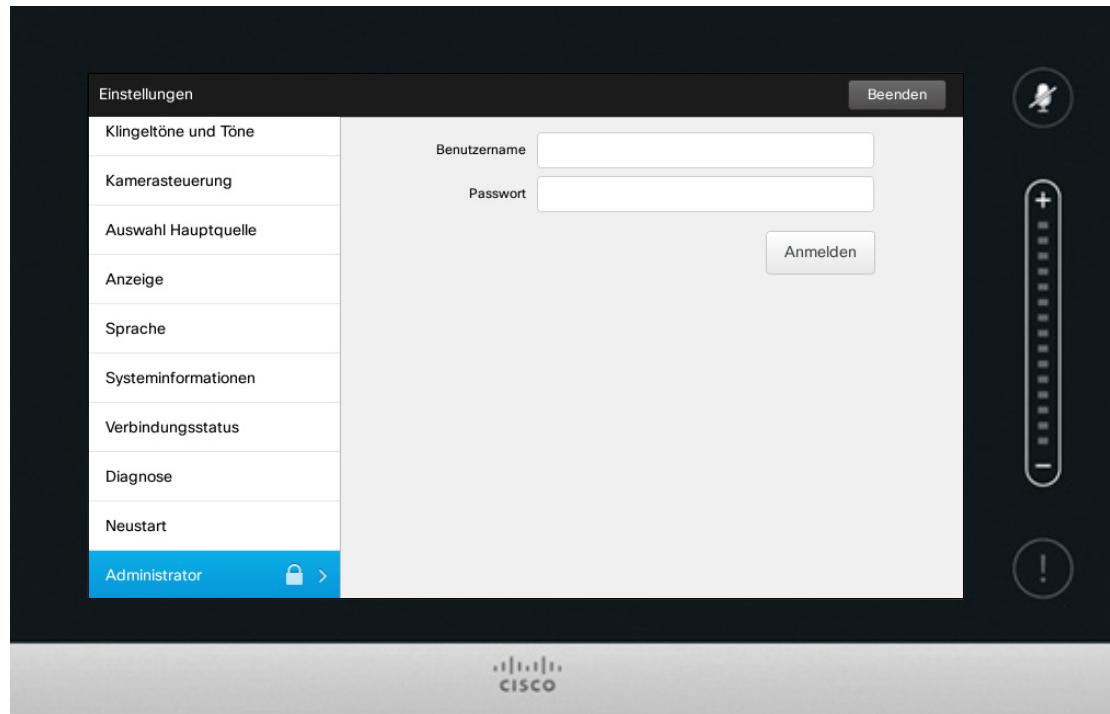 Einstellungen
Beenden
Klingeltöne und Töne
Kamerasteuerung
Auswahl Hauptquelle
Anzeige
Sprache
Systeminformationen
Verbindungsstatus
Diagnose
Neustart
Administrator
Benutzername
Passwort
Anmelden
+
−
!
CISCO